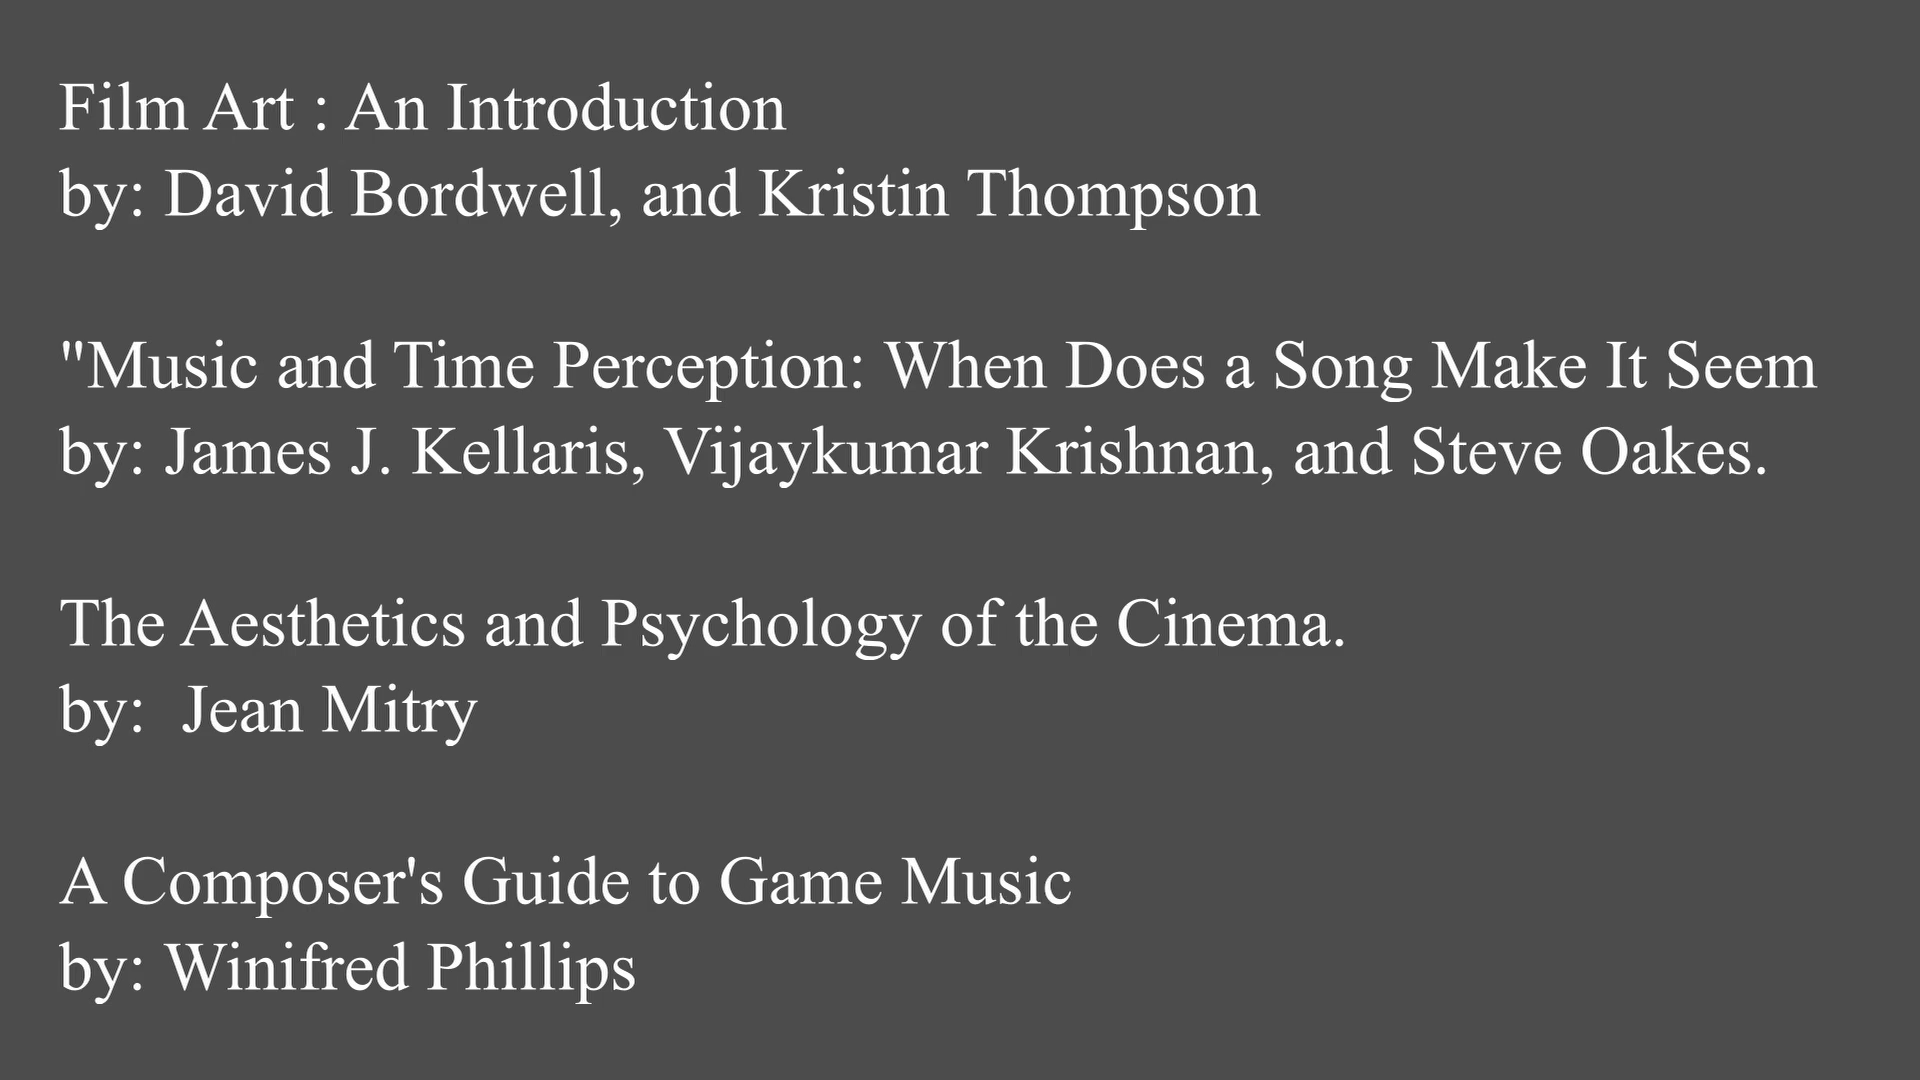 Film Art : An Introduction
by: David Bordwell, and Kristin Thompson
"Music and Time Perception: When Does a Song Make It Seem
by: James J. Kellaris, Vijaykumar Krishnan, and Steve Oakes.
The Aesthetics and Psychology of the Cinema.
by:  Jean Mitry
A Composer's Guide to Game Music
by: Winifred Phillips